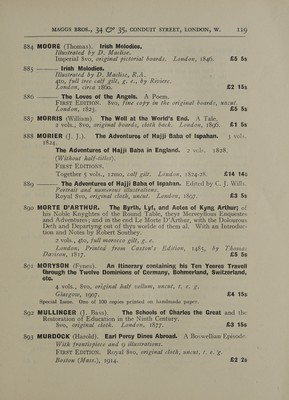 MAGGS BROS., 34 & 35, CONDUIT STREET, LONDON, W. 119
884 MOORE (Thomas). Irish Melodies.
Illustrated by D. Maclise.
Imperial 8vo, original pictorial boards. London, 1846. £5 5s
885 —— Irish Melodies.
Illustrated by D. Maclise, R.A.
4to, full tree calf gilt, g. e., by Riviere.
London, circa 1860. £2 15s
886 —— The Loves of the Angels. A Poem.
FIRST EDITION. 8vo, fine copy in the original boards, uncut.
London, 1823. £5 5s
887 MORRIS (William). The Well at the World's End. A Tale.
2 vols., 8vo, original boards, cloth back. London, 1896. £1 5s
888 MORIER (J. J.). The Adventures of Hajji Baba of Ispahan. 3 vols.
1824.
The Adventures of Hajji Baba in England. 2 vols. 1828.
(Without half-titles).
FIRST EDITIONS.
Together 5 vols., 12mo, calf gilt. London, 1824-28. £14 14s
889 —— The Adventures of Hajji Baba of Ispahan. Edited by C. J. Wills.
Portrait and numerous illustrations.
Royal 8vo, original cloth, uncut. London, 1897. £3 5s
890 MORTE D'ARTHUR. The Byrth, Lyf, and Actes of Kyng Arthur; of
his Noble Knyghtes of the Round Table, theyr Merveyllous Enquestes
and Adventures; and in the end Le Morte D'Arthur, with the Dolourous
Deth and Departyng out of thys worlde of them al. With an Introduc-
tion and Notes by Robert Southey.
2 vols., 4to, full morocco gilt, g. e.
London, Printed from Caxton's Edition, 1485, by Thomas
Davison, 1817. £5 5s
891 MORYSON (Fynes). An Itinerary containing his Ten Yeeres Travell
through the Twelve Dominions of Germany, Bohmerland, Switzerland,
etc.
4 vols., 8vo, original half vellum, uncut, t. e. g.
Glasgow, 1907. £4 15s
Special Issue. One of 100 copies printed on handmade paper.
892 MULLINGER (J. Bass). The Schools of Charles the Great and the
Restoration of Education in the Ninth Century.
8vo, original cloth. London, 1877. £3 15s
893 MURDOCK (Harold). Earl Percy Dines Abroad. A Boswellian Episode.
With frontispiece and 9 illustrations.
FIRST EDITION. Royal 8vo, original cloth, uncut, t. e. g.
Boston (Mass.), 1914. £2 2s